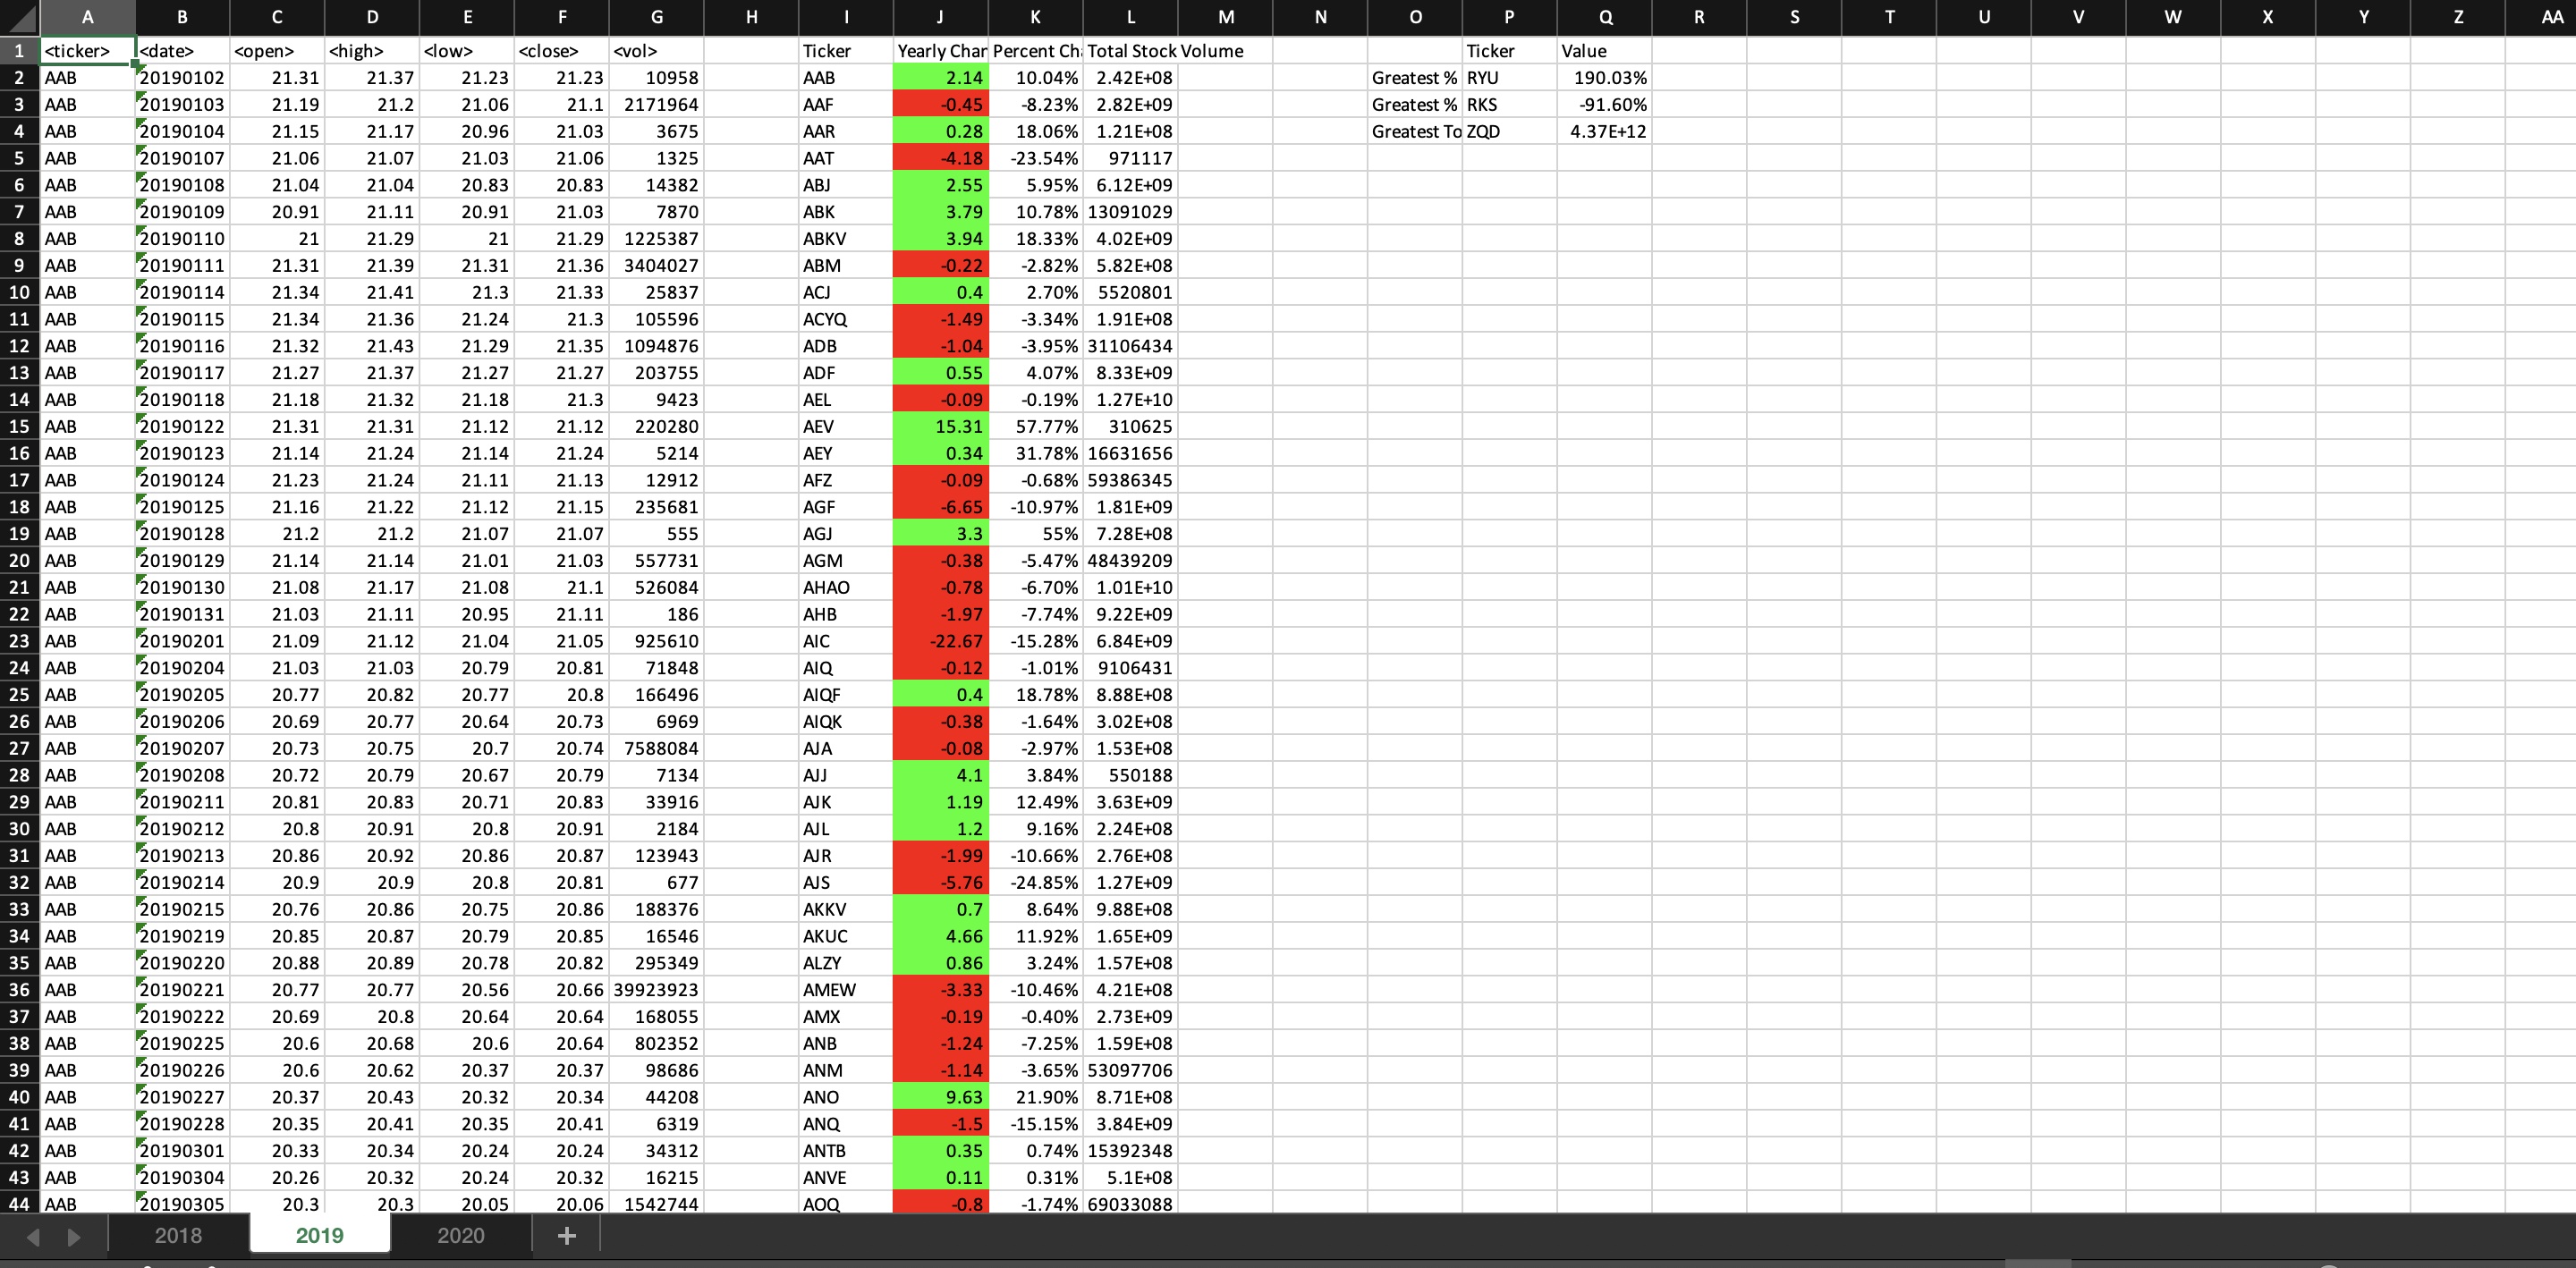 A B C D E F G H I J K L M N O P Q R S T U V W X Y Z AA
1 <ticker> <date> <open> <high> <low> <close> <vol> Ticker Yearly Char Percent Ch Total Stock Volume Ticker Value
2 AAB 20190102 21.31 21.37 21.23 21.23 10958 AAB 2.14 10.04% 2.42E+08 Greatest % RYU 190.03%
3 AAB 20190103 21.19 21.2 21.06 21.1 2171964 AAF -0.45 -8.23% 2.82E+09 Greatest % RKS -91.60%
4 AAB 20190104 21.15 21.17 20.96 21.03 3675 AAR 0.28 18.06% 1.21E+08 Greatest To ZQD 4.37E+12
5 AAB 20190107 21.06 21.07 21.03 21.06 1325 AAT -4.18 -23.54% 971117
6 AAB 20190108 21.04 21.04 20.83 20.83 14382 ABJ 2.55 5.95% 6.12E+09
7 AAB 20190109 20.91 21.11 20.91 21.03 7870 ABK 3.79 10.78% 13091029
8 AAB 20190110 21 21.29 21 21.29 1225387 ABKV 3.94 18.33% 4.02E+09
9 AAB 20190111 21.31 21.39 21.31 21.36 3404027 ABM -0.22 -2.82% 5.82E+08
10 AAB 20190114 21.34 21.41 21.3 21.33 25837 ACJ 0.4 2.70% 5520801
11 AAB 20190115 21.34 21.36 21.24 21.3 105596 ACYQ -1.49 -3.34% 1.91E+08
12 AAB 20190116 21.32 21.43 21.29 21.35 1094876 ADB -1.04 -3.95% 31106434
13 AAB 20190117 21.27 21.37 21.27 21.27 203755 ADF 0.55 4.07% 8.33E+09
14 AAB 20190118 21.18 21.32 21.18 21.3 9423 AEL -0.09 -0.19% 1.27E+10
15 AAB 20190122 21.31 21.31 21.12 21.12 220280 AEV 15.31 57.77% 310625
16 AAB 20190123 21.14 21.24 21.14 21.24 5214 AEY 0.34 31.78% 16631656
17 AAB 20190124 21.23 21.24 21.11 21.13 12912 AFZ -0.09 -0.68% 59386345
18 AAB 20190125 21.16 21.22 21.12 21.15 235681 AGF -6.65 -10.97% 1.81E+09
19 AAB 20190128 21.2 21.2 21.07 21.07 555 AGJ 3.3 55% 7.28E+08
20 AAB 20190129 21.14 21.14 21.01 21.03 557731 AGM -0.38 -5.47% 48439209
21 AAB 20190130 21.08 21.17 21.08 21.1 526084 AHAO -0.78 -6.70% 1.01E+10
22 AAB 20190131 21.03 21.11 20.95 21.11 186 AHB -1.97 -7.74% 9.22E+09
23 AAB 20190201 21.09 21.12 21.04 21.05 925610 AIC -22.67 -15.28% 6.84E+09
24 AAB 20190204 21.03 21.03 20.79 20.81 71848 AIQ -0.12 -1.01% 9106431
25 AAB 20190205 20.77 20.82 20.77 20.8 166496 AIQF 0.4 18.78% 8.88E+08
26 AAB 20190206 20.69 20.77 20.64 20.73 6969 AIQK -0.38 -1.64% 3.02E+08
27 AAB 20190207 20.73 20.75 20.7 20.74 7588084 AJA -0.08 -2.97% 1.53E+08
28 AAB 20190208 20.72 20.79 20.67 20.79 7134 AJJ 4.1 3.84% 550188
29 AAB 20190211 20.81 20.83 20.71 20.83 33916 AJK 1.19 12.49% 3.63E+09
30 AAB 20190212 20.8 20.91 20.8 20.91 2184 AJL 1.2 9.16% 2.24E+08
31 AAB 20190213 20.86 20.92 20.86 20.87 123943 AJR -1.99 -10.66% 2.76E+08
32 AAB 20190214 20.9 20.9 20.8 20.81 677 AJS -5.76 -24.85% 1.27E+09
33 AAB 20190215 20.76 20.86 20.75 20.86 188376 AKKV 0.7 8.64% 9.88E+08
34 AAB 20190219 20.85 20.87 20.79 20.85 16546 AKUC 4.66 11.92% 1.65E+09
35 AAB 20190220 20.88 20.89 20.78 20.82 295349 ALZY 0.86 3.24% 1.57E+08
36 AAB 20190221 20.77 20.77 20.56 20.66 39923923 AMEW -3.33 -10.46% 4.21E+08
37 AAB 20190222 20.69 20.8 20.64 20.64 168055 AMX -0.19 -0.40% 2.73E+09
38 AAB 20190225 20.6 20.68 20.6 20.64 802352 ANB -1.24 -7.25% 1.59E+08
39 AAB 20190226 20.6 20.62 20.37 20.37 98686 ANM -1.14 -3.65% 53097706
40 AAB 20190227 20.37 20.43 20.32 20.34 44208 ANO 9.63 21.90% 8.71E+08
41 AAB 20190228 20.35 20.41 20.35 20.41 6319 ANQ -1.5 -15.15% 3.84E+09
42 AAB 20190301 20.33 20.34 20.24 20.24 34312 ANTB 0.35 0.74% 15392348
43 AAB 20190304 20.26 20.32 20.24 20.32 16215 ANVE 0.11 0.31% 5.1E+08
44 AAB 20190305 20.3 20.3 20.05 20.06 1542744 AOQ -0.8 -1.74% 69033088
2018 2019 2020 +